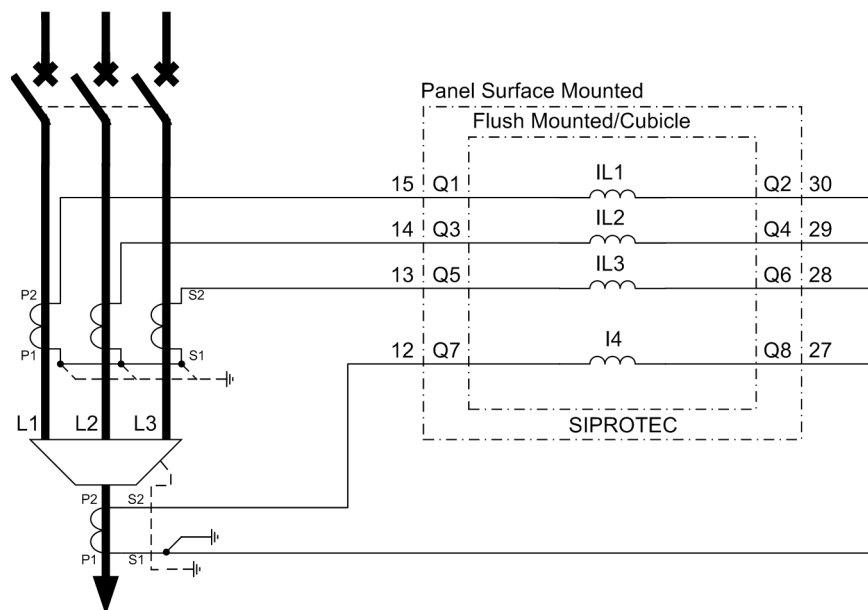 Panel Surface Mounted
Flush Mounted/Cubicle
15 Q1 IL1 Q2 30
14 Q3 IL2 Q4 29
13 Q5 IL3 Q6 28
P2 S2
P1 S1
12 Q7 I4 Q8 27
L1 L2 L3
SIPROTEC
P2 S2
P1 S1